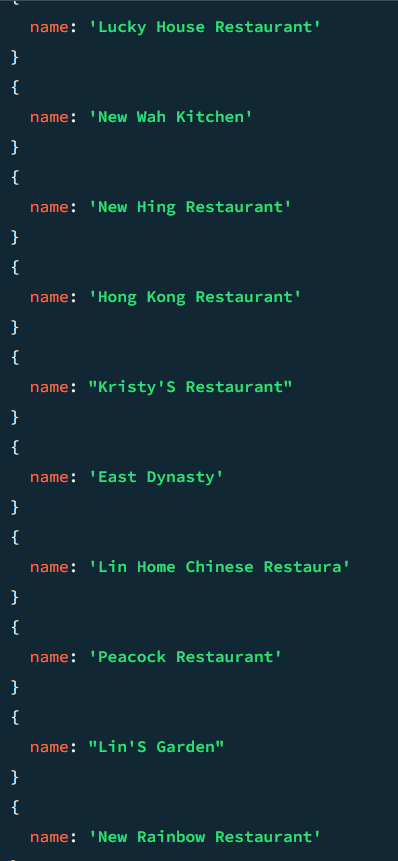 {
name: 'Lucky House Restaurant'
}
{
name: 'New Wah Kitchen'
}
{
name: 'New Hing Restaurant'
}
{
name: 'Hong Kong Restaurant'
}
{
name: "Kristy'S Restaurant"
}
{
name: 'East Dynasty'
}
{
name: 'Lin Home Chinese Restaura'
}
{
name: 'Peacock Restaurant'
}
{
name: "Lin'S Garden"
}
{
name: 'New Rainbow Restaurant'
}